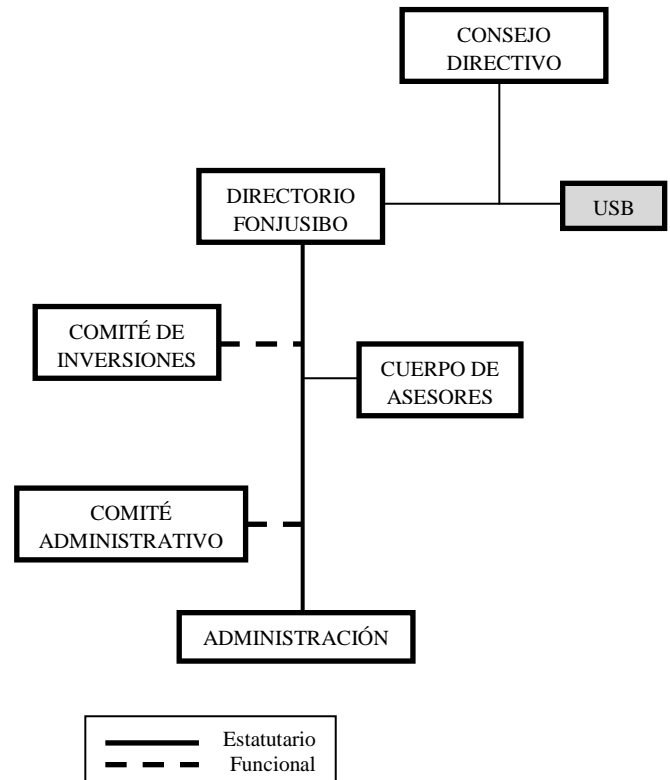 CONSEJO
DIRECTIVO
DIRECTORIO
FONJUSIBO
USB
COMITÉ DE
INVERSIONES
CUERPO DE
ASESORES
COMITÉ
ADMINISTRATIVO
ADMINISTRACIÓN
Estatutario
Funcional